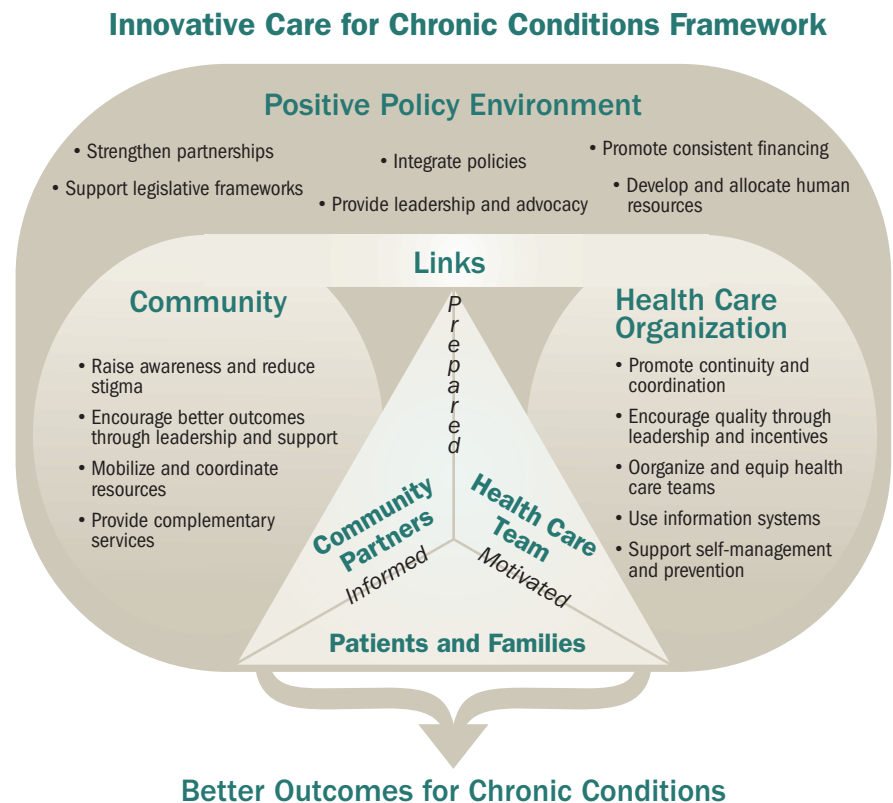 Innovative Care for Chronic Conditions Framework
Positive Policy Environment
• Strengthen partnerships
• Support legislative frameworks
• Integrate policies
• Provide leadership and advocacy
• Promote consistent financing
• Develop and allocate human
resources
Links
Community
• Raise awareness and reduce
stigma
• Encourage better outcomes
through leadership and support
• Mobilize and coordinate
resources
• Provide complementary
services
Health Care
Organization
• Promote continuity and
coordination
• Encourage quality through
leadership and incentives
• Oorganize and equip health
care teams
• Use information systems
• Support self-management
and prevention
Prepared
Community
Partners
Informed
Health Care
Team
Motivated
Patients and Families
Better Outcomes for Chronic Conditions